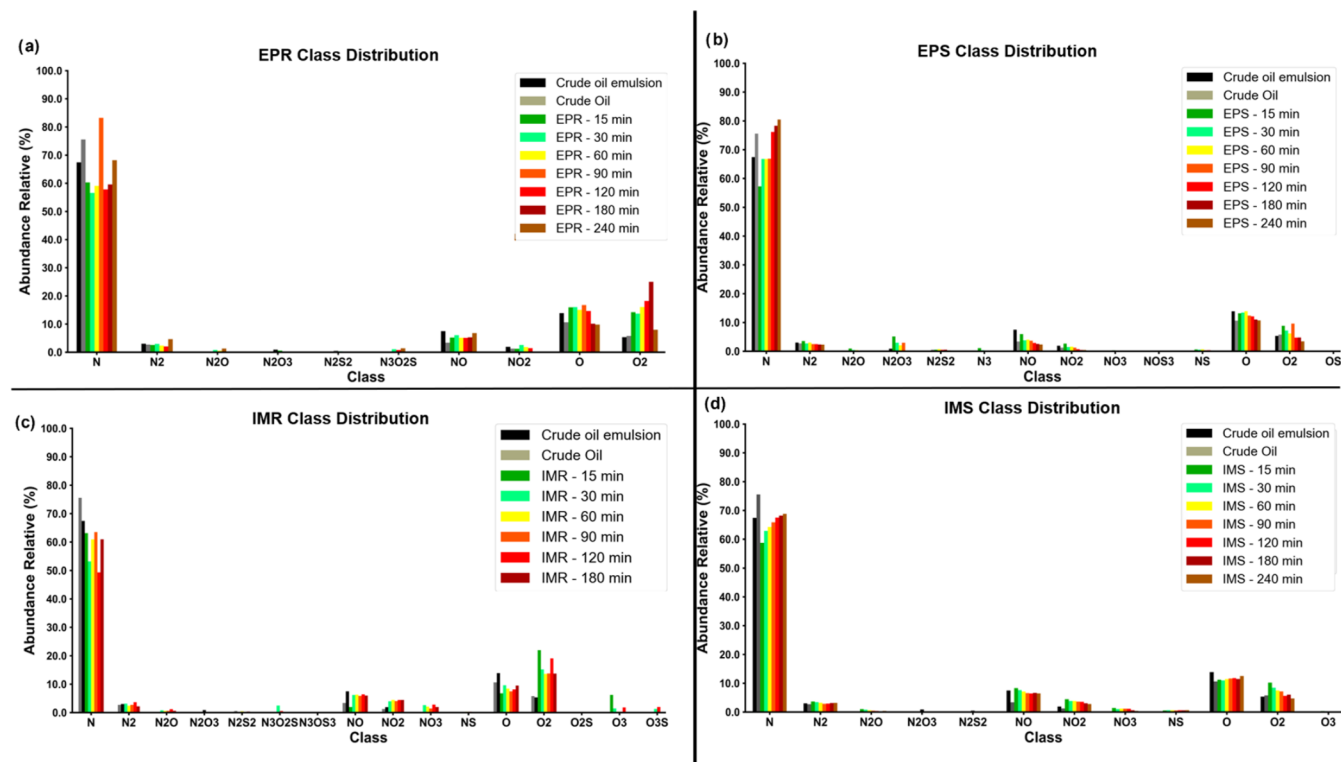 (a)
EPR Class Distribution
Abundance Relative (%)
100.0
90.0
80.0
70.0
60.0
50.0
40.0
30.0
20.0
10.0
0.0
Crude oil emulsion
Crude Oil
EPR - 15 min
EPR - 30 min
EPR - 60 min
EPR - 90 min
EPR - 120 min
EPR - 180 min
EPR - 240 min
N N2 N2O N2O3 N2S2 N3O2S NO NO2 O O2
Class
(b)
EPS Class Distribution
Abundance Relative (%)
100.0
90.0
80.0
70.0
60.0
50.0
40.0
30.0
20.0
10.0
0.0
Crude oil emulsion
Crude Oil
EPS - 15 min
EPS - 30 min
EPS - 60 min
EPS - 90 min
EPS - 120 min
EPS - 180 min
EPS - 240 min
N N2 N2O N2O3 N2S2 N3 NO NO2 NO3 NOS3 NS O O2 OS
Class
(c)
IMR Class Distribution
Abundance Relative (%)
100.0
90.0
80.0
70.0
60.0
50.0
40.0
30.0
20.0
10.0
0.0
Crude oil emulsion
Crude Oil
IMR - 15 min
IMR - 30 min
IMR - 60 min
IMR - 90 min
IMR - 120 min
IMR - 180 min
N N2 N2O N2O3 N2S2 N3O2S N3OS3 NO NO2 NO3 NS O O2 O2S O3 O3S
Class
(d)
IMS Class Distribution
Abundance Relative (%)
100.0
90.0
80.0
70.0
60.0
50.0
40.0
30.0
20.0
10.0
0.0
Crude oil emulsion
Crude Oil
IMS - 15 min
IMS - 30 min
IMS - 60 min
IMS - 90 min
IMS - 120 min
IMS - 180 min
IMS - 240 min
N N2 N2O N2O3 N2S2 NO NO2 NO3 NS O O2 O3
Class